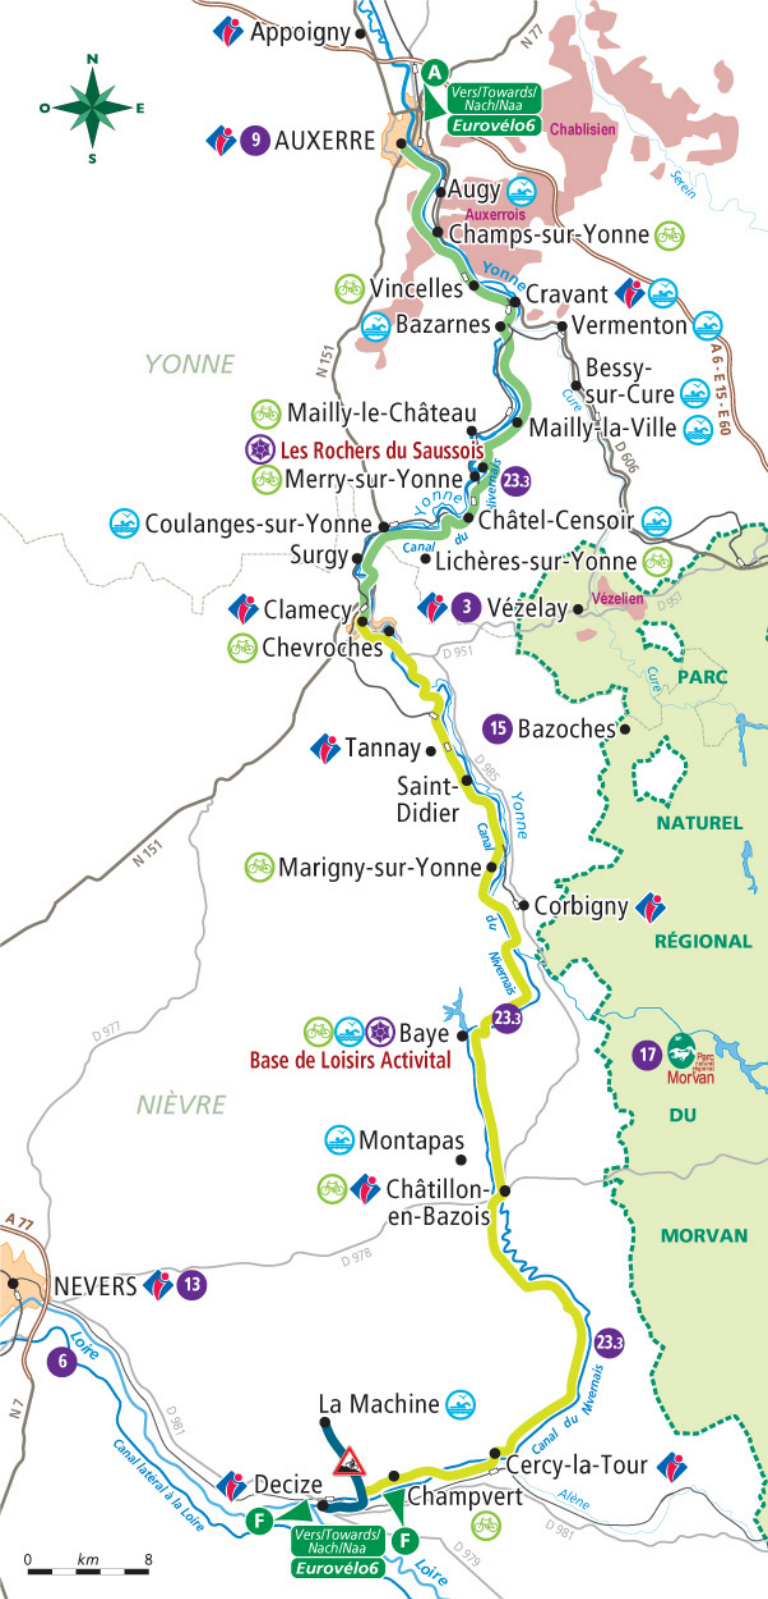 Appoigny
N 77
N
O
E
S
A
Vers/Towards/
Nach/Naa
Eurovélo6
Chablisien
9
AUXERRE
Serein
Augy
Auxerrois
Champs-sur-Yonne
Yonne
Vincelles
Cravant
Bazarnes
Vermenton
YONNE
N 151
A 6 - E 15 - E 60
Bessy-
sur-Cure
Cure
Mailly-le-Château
Mailly-la-Ville
D 606
Les Rochers du Saussois
Merry-sur-Yonne
23.3
Nivernais
Yonne
Coulanges-sur-Yonne
Châtel-Censoir
Canal
du
Surgy
Lichères-sur-Yonne
Clamecy
3
Vézelay
Vézelien
D 957
Chevroches
D 951
Cure
PARC
15
Bazoches
Tannay
D 985
Saint-
Didier
Yonne
NATUREL
Canal
N 151
Marigny-sur-Yonne
Corbigny
du
RÉGIONAL
Nivernais
D 977
23.3
Baye
Base de Loisirs Activital
17
Parc
naturel
régional
Morvan
NIÈVRE
DU
Montapas
Châtillon-
en-Bazois
A 77
MORVAN
D 978
NEVERS
13
Loire
6
23.3
N 7
La Machine
D 981
Canal du Nivernais
Canal latéral à la Loire
Cercy-la-Tour
Decize
Champvert
Alène
F
Vers/Towards/
Nach/Naa
Eurovélo6
F
D 981
D 979
Loire
0
km
8